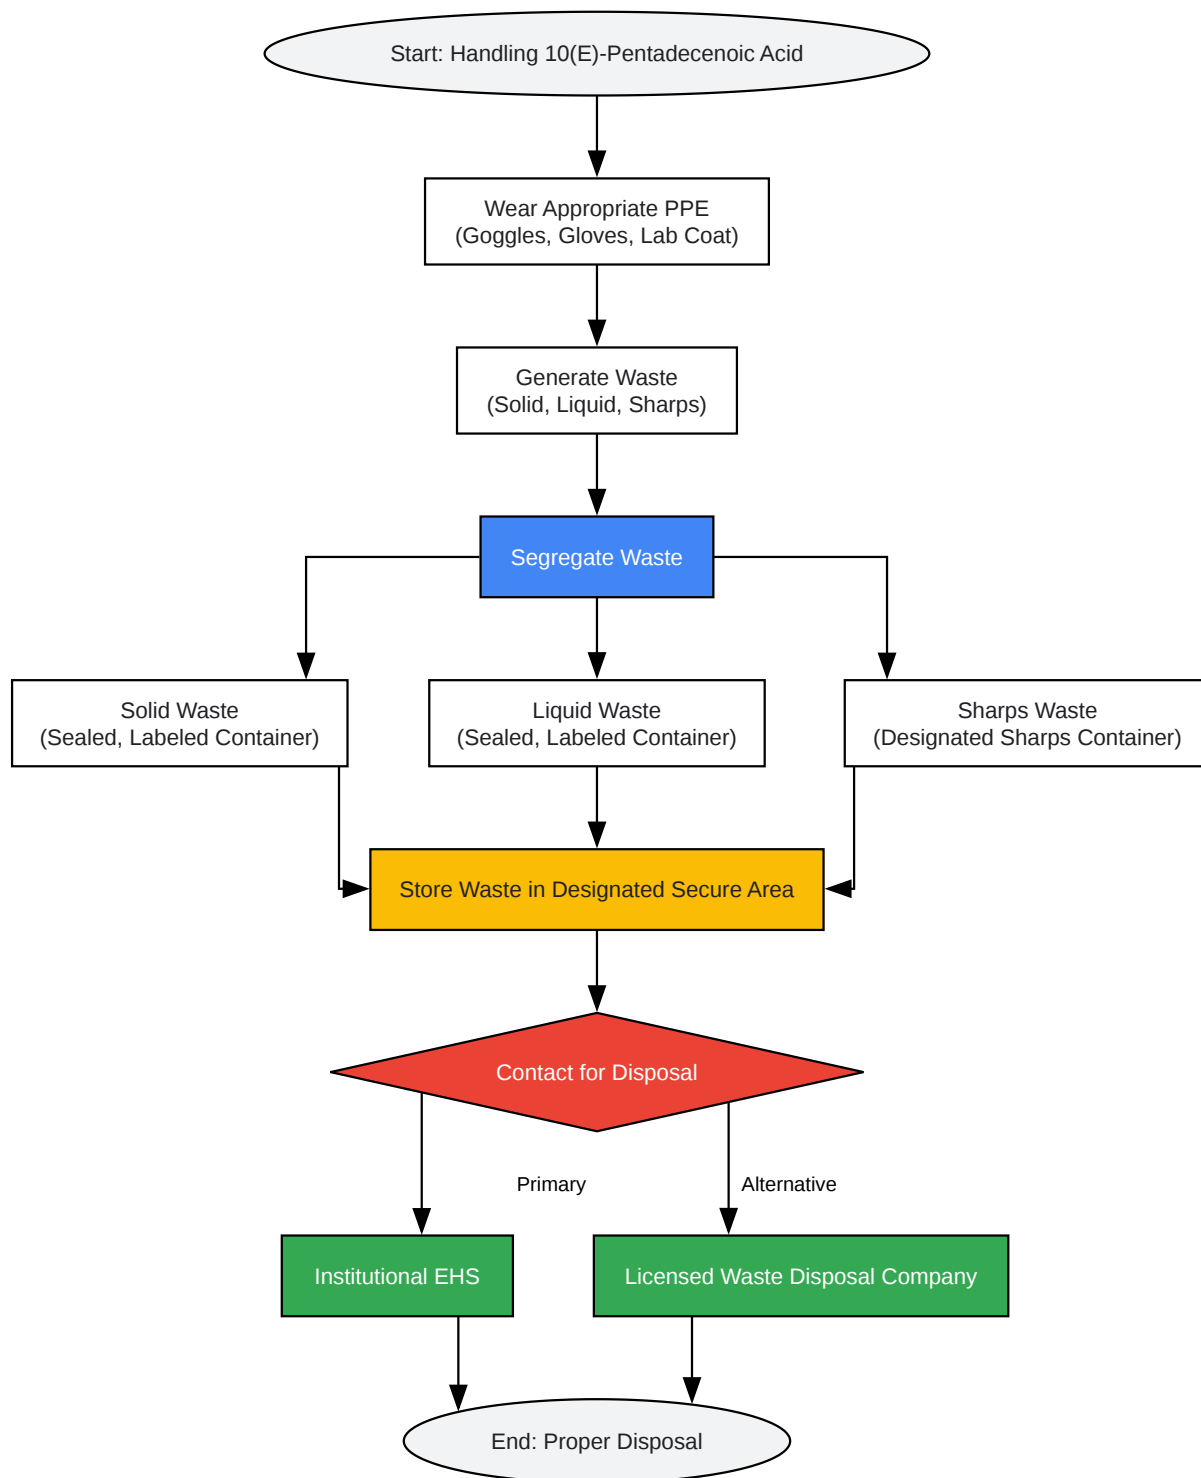 Start: Handling 10(E)-Pentadecenoic Acid
Wear Appropriate PPE
(Goggles, Gloves, Lab Coat)
Generate Waste
(Solid, Liquid, Sharps)
Segregate Waste
Solid Waste
(Sealed, Labeled Container)
Liquid Waste
(Sealed, Labeled Container)
Sharps Waste
(Designated Sharps Container)
Store Waste in Designated Secure Area
Contact for Disposal
Primary
Alternative
Institutional EHS
Licensed Waste Disposal Company
End: Proper Disposal